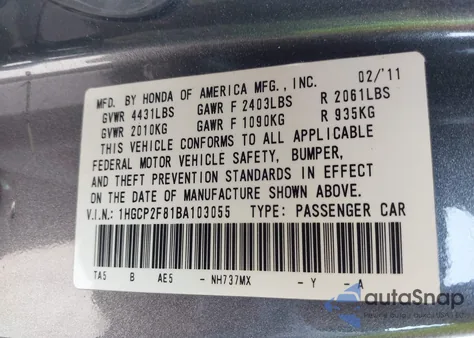 MFD. BY HONDA OF AMERICA MFG., INC. 02/'11
GVWR 4431LBS GAWR F 2403LBS R 2061LBS
GVWR 2010KG GAWR F 1090KG R 935KG
THIS VEHICLE CONFORMS TO ALL APPLICABLE
FEDERAL MOTOR VEHICLE SAFETY, BUMPER,
AND THEFT PREVENTION STANDARDS IN EFFECT
ON THE DATE OF MANUFACTURE SHOWN ABOVE.
V.I.N.: 1HGCP2F81BA103055 TYPE: PASSENGER CAR
TA5 B AE5 - NH737MX - Y - A
autoSnap